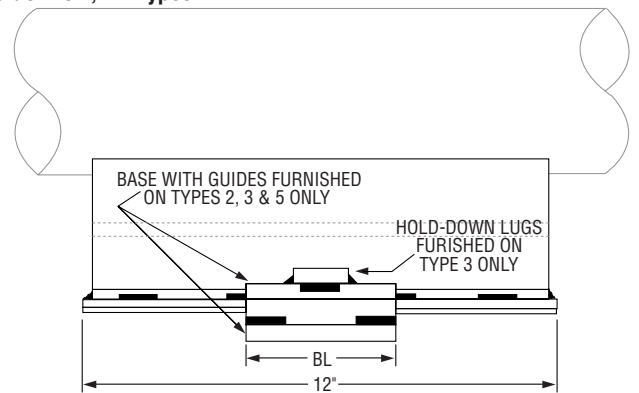 BASE WITH GUIDES FURNISHED
ON TYPES 2, 3 & 5 ONLY
HOLD-DOWN LUGS
FURISHED ON
TYPE 3 ONLY
BL
12"